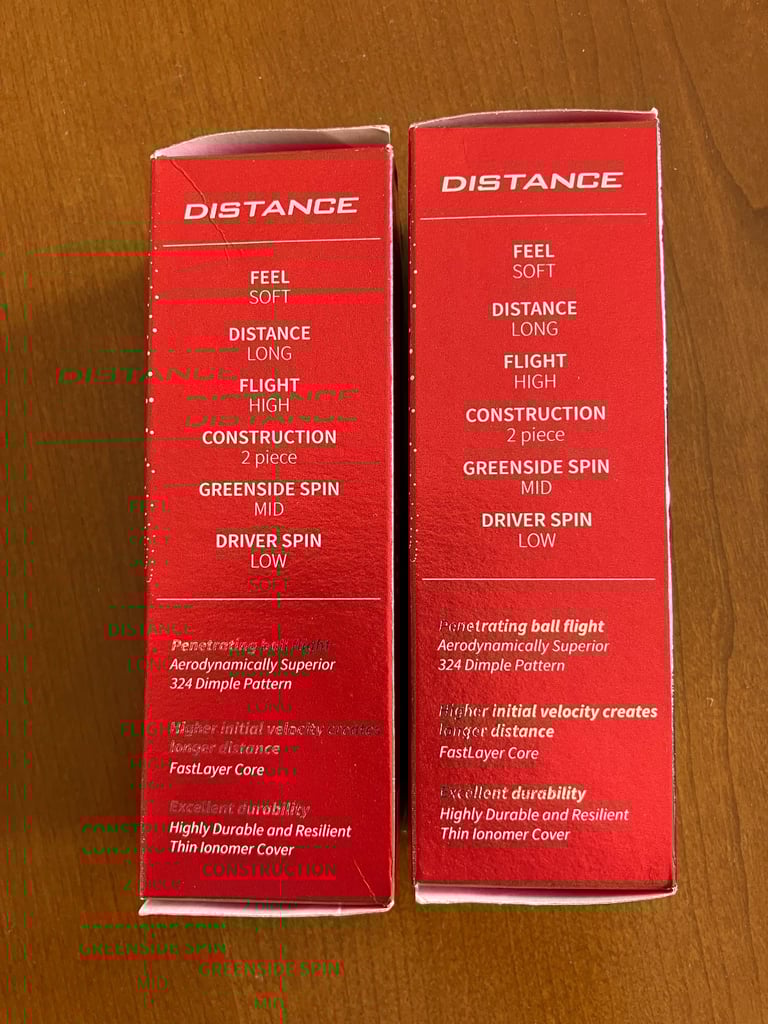 DISTANCE
FEEL
SOFT
DISTANCE
LONG
FLIGHT
HIGH
CONSTRUCTION
2 piece
GREENSIDE SPIN
MID
DRIVER SPIN
LOW
Penetrating ball flight
Aerodynamically Superior
324 Dimple Pattern
Higher initial velocity creates
longer distance
FastLayer Core
Excellent durability
Highly Durable and Resilient
Thin Ionomer Cover
DISTANCE
FEEL
SOFT
DISTANCE
LONG
FLIGHT
HIGH
CONSTRUCTION
2 piece
GREENSIDE SPIN
MID
DRIVER SPIN
LOW
Penetrating ball flight
Aerodynamically Superior
324 Dimple Pattern
Higher initial velocity creates
longer distance
FastLayer Core
Excellent durability
Highly Durable and Resilient
Thin Ionomer Cover